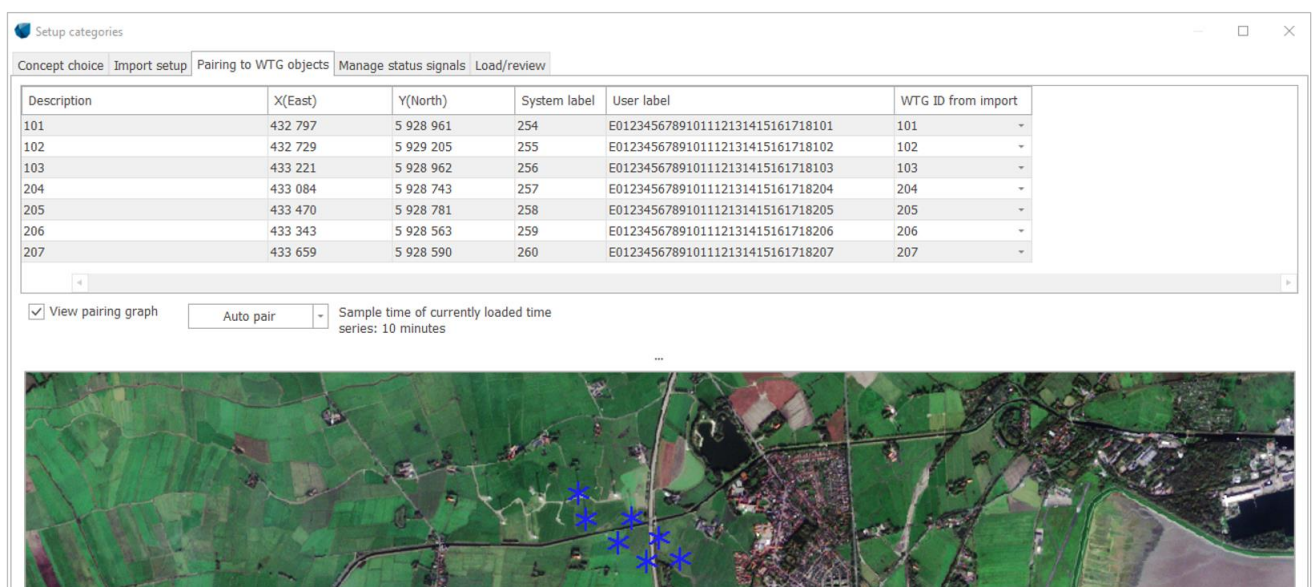 Setup categories
Concept choice Import setup Pairing to WTG objects Manage status signals Load/review
Description X(East) Y(North) System label User label WTG ID from import
101 432 797 5 928 961 254 E0123456789101112131415161718101 101
102 432 729 5 929 205 255 E0123456789101112131415161718102 102
103 433 221 5 928 962 256 E0123456789101112131415161718103 103
204 433 084 5 928 743 257 E0123456789101112131415161718204 204
205 433 470 5 928 781 258 E0123456789101112131415161718205 205
206 433 343 5 928 563 259 E0123456789101112131415161718206 206
207 433 659 5 928 590 260 E0123456789101112131415161718207 207
View pairing graph Auto pair Sample time of currently loaded time
series: 10 minutes
...